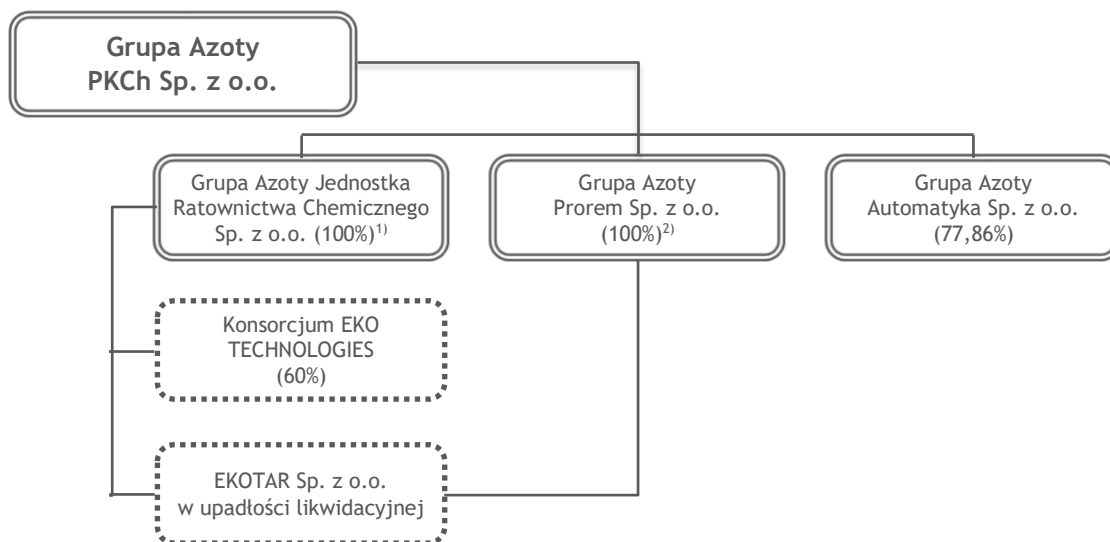 Grupa Azoty
PKCh Sp. z o.o.
Grupa Azoty Jednostka
Ratownictwa Chemicznego
Sp. z o.o. (100%)1)
Grupa Azoty
Prorem Sp. z o.o.
(100%)2)
Grupa Azoty
Automatyka Sp. z o.o.
(77,86%)
Konsorcjum EKO
TECHNOLOGIES
(60%)
EKOTAR Sp. z o.o.
w upadłości likwidacyjnej